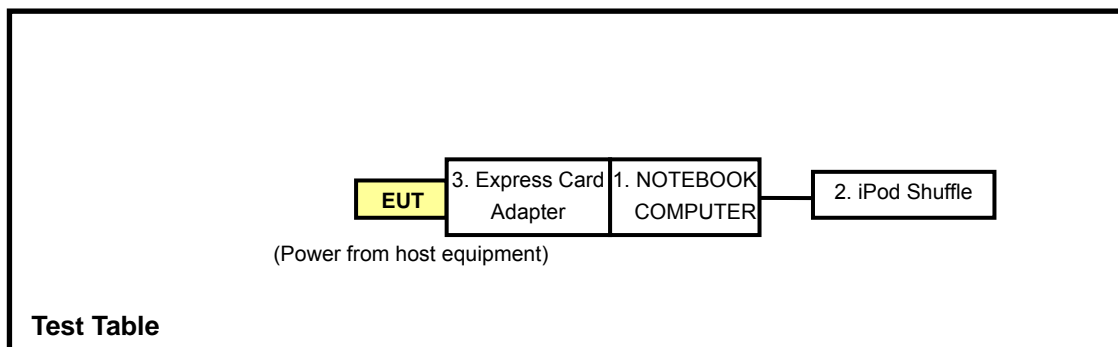 EUT
3. Express Card
Adapter
1. NOTEBOOK
COMPUTER
2. iPod Shuffle
(Power from host equipment)
Test Table